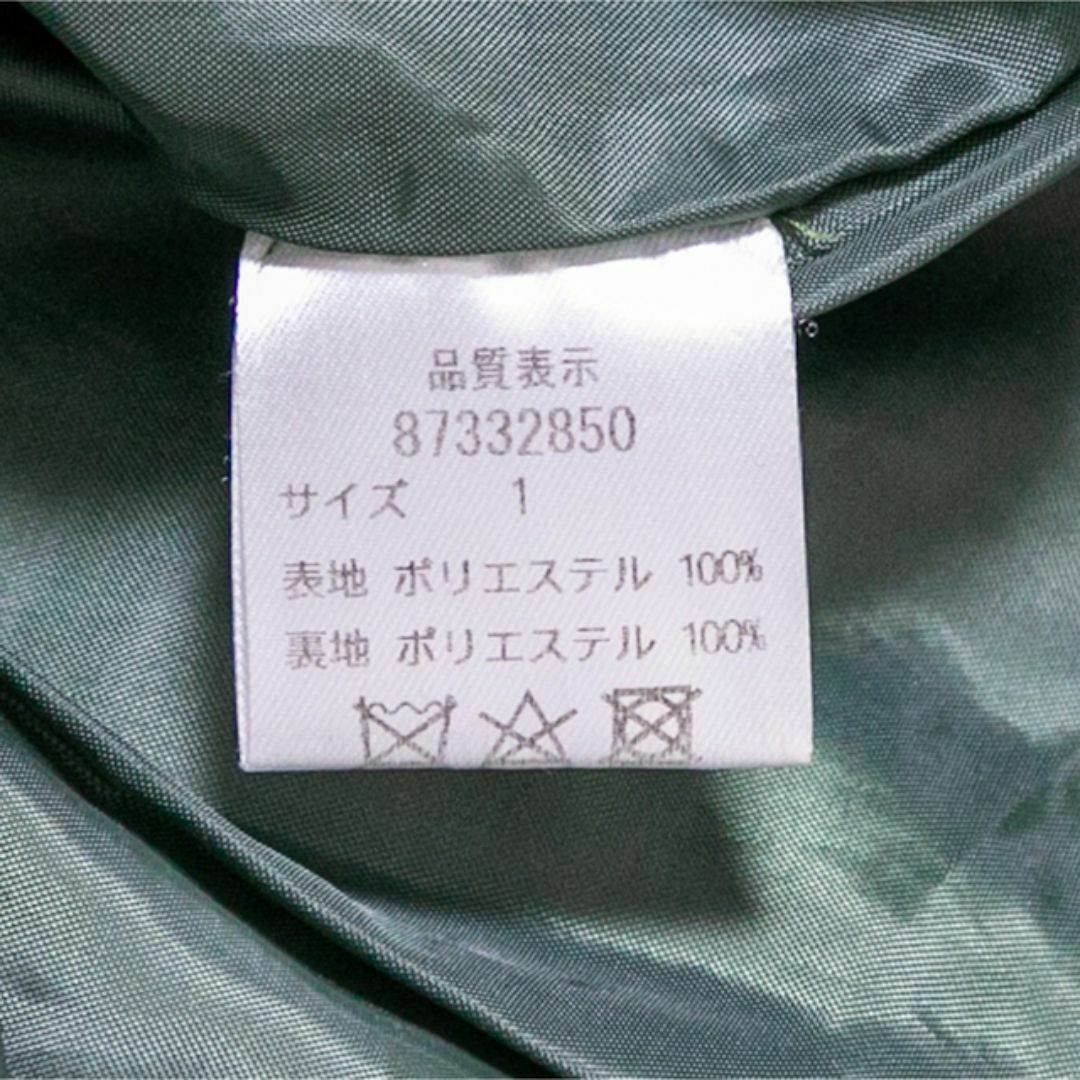 品質表示
87332850
サイズ 1
表地 ポリエステル 100%
裏地 ポリエステル 100%